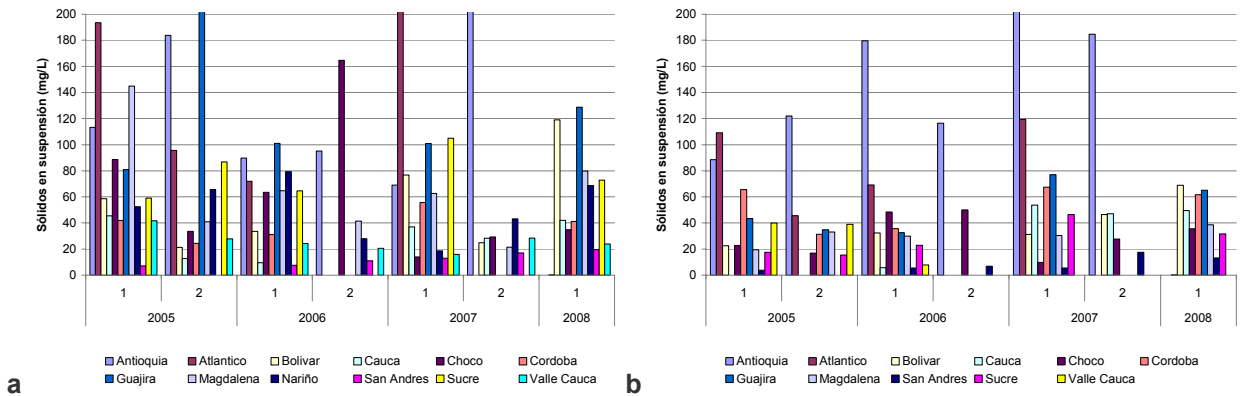 Sólidos en suspensión (mg/L)
200
180
160
140
120
100
80
60
40
20
0
1 2 1 2 1 2 1
2005 2006 2007 2008
Antioquia Atlantico Bolivar Cauca Choco Cordoba
Guajira Magdalena Nariño San Andres Sucre Valle Cauca
a
Sólidos en suspensión (mg/L)
200
180
160
140
120
100
80
60
40
20
0
1 2 1 2 1 2 1
2005 2006 2007 2008
Antioquia Atlantico Bolivar Cauca Choco Cordoba
Guajira Magdalena San Andres Sucre Valle Cauca
b